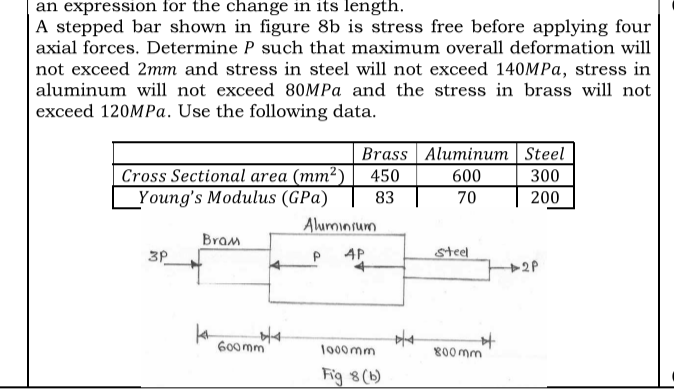 an expression for the change in its length.
A stepped bar shown in figure 8b is stress free before applying four
axial forces. Determine P such that maximum overall deformation will
not exceed 2mm and stress in steel will not exceed 140MPa, stress in
aluminum will not exceed 80MPa and the stress in brass will not
exceed 120MPa. Use the following data.
Brass Aluminum Steel
Cross Sectional area (mm²) 450 600 300
Young's Modulus (GPa) 83 70 200
Aluminium
Brass
3P P 4P steel
2P
600mm 1000mm 800mm
Fig 8(b)